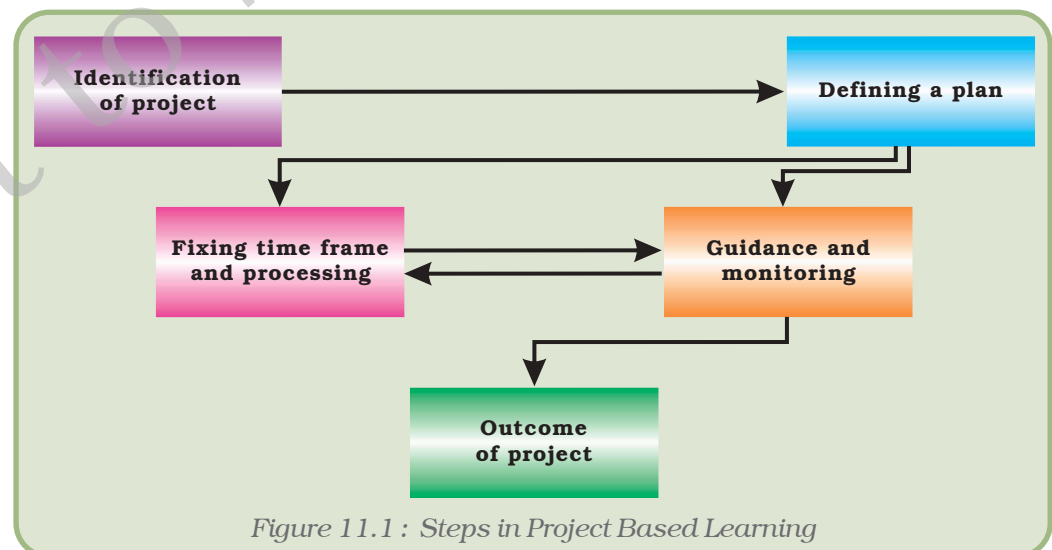 Identification
of project
Defining a plan
Fixing time frame
and processing
Guidance and
monitoring
Outcome
of project
Figure 11.1 : Steps in Project Based Learning